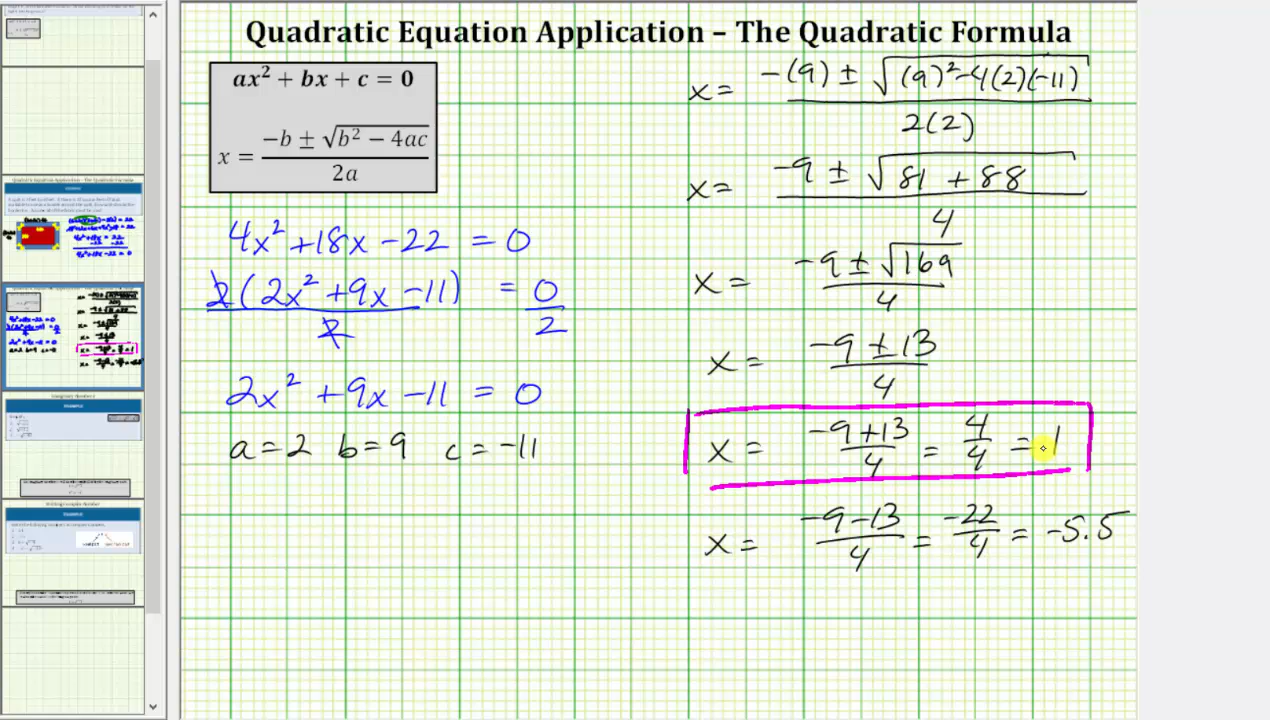 Quadratic Equation Application – The Quadratic Formula
ax² + bx + c = 0
x = (-b ± √(b² − 4ac)) / 2a
4x² + 18x - 22 = 0
2(2x² + 9x - 11) / 2 = 0 / 2
2x² + 9x - 11 = 0
a = 2 b = 9 c = -11
x = (-(9) ± √((9)² - 4(2)(-11))) / 2(2)
x = (-9 ± √(81 + 88)) / 4
x = (-9 ± √169) / 4
x = (-9 ± 13) / 4
x = (-9 + 13) / 4 = 4 / 4 = 1
x = (-9 - 13) / 4 = -22 / 4 = -5.5